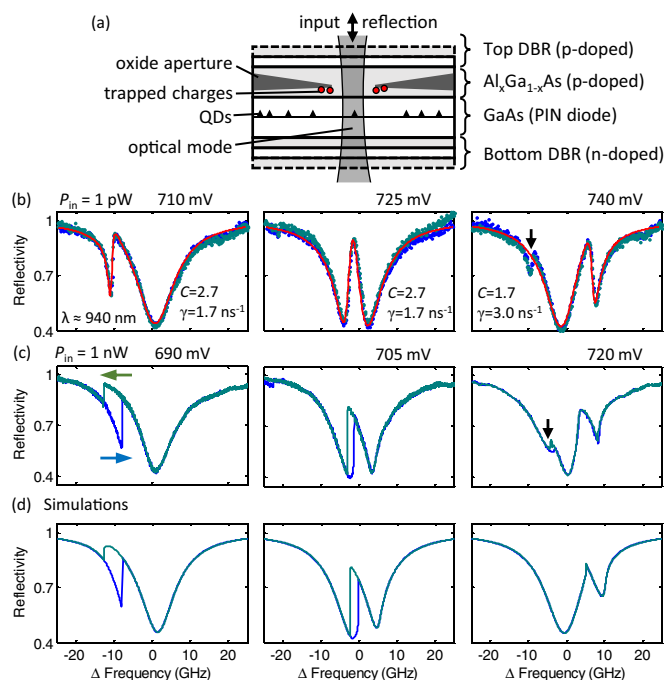 (a)
input reflection
oxide aperture
trapped charges
QDs
optical mode
Top DBR (p-doped)
AlxGa1-xAs (p-doped)
GaAs (PIN diode)
Bottom DBR (n-doped)
(b) Pin = 1 pW 710 mV 725 mV 740 mV
Reflectivity
1
0.7
0.4
λ ≈ 940 nm
C=2.7
γ=1.7 ns-1
C=2.7
γ=1.7 ns-1
C=1.7
γ=3.0 ns-1
(c) Pin = 1 nW 690 mV 705 mV 720 mV
Reflectivity
1
0.7
0.4
(d) Simulations
Reflectivity
1
0.7
0.4
-20 -10 0 10 20 -20 -10 0 10 20 -20 -10 0 10 20
Δ Frequency (GHz) Δ Frequency (GHz) Δ Frequency (GHz)